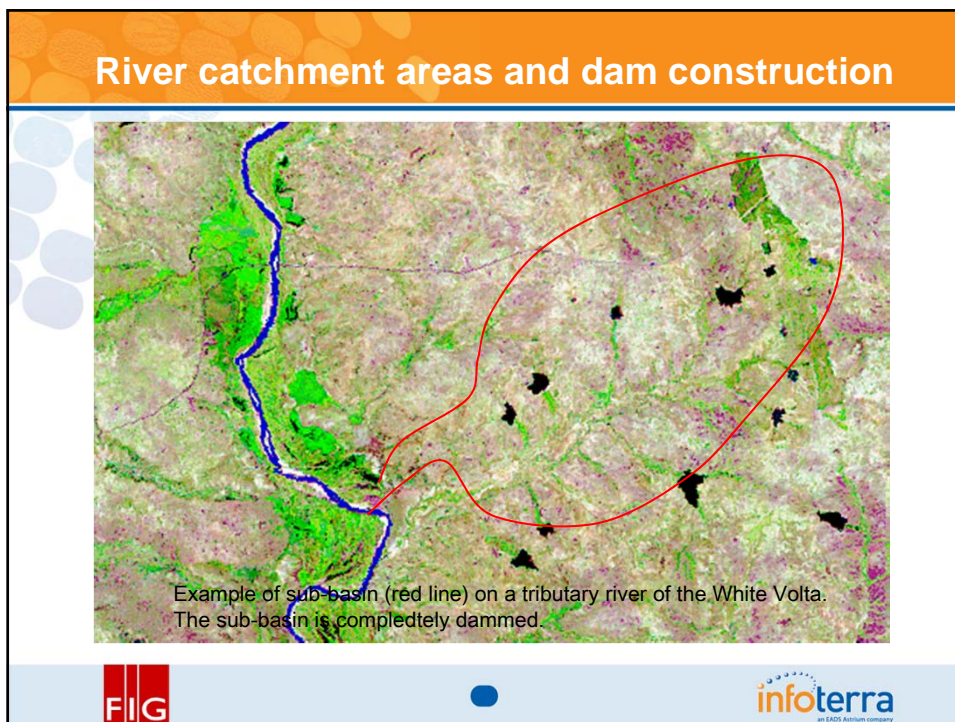 River catchment areas and dam construction
Example of sub-basin (red line) on a tributary river of the White Volta.
The sub-basin is compledtely dammed.
FIG
infoterra
an EADS Astrium company